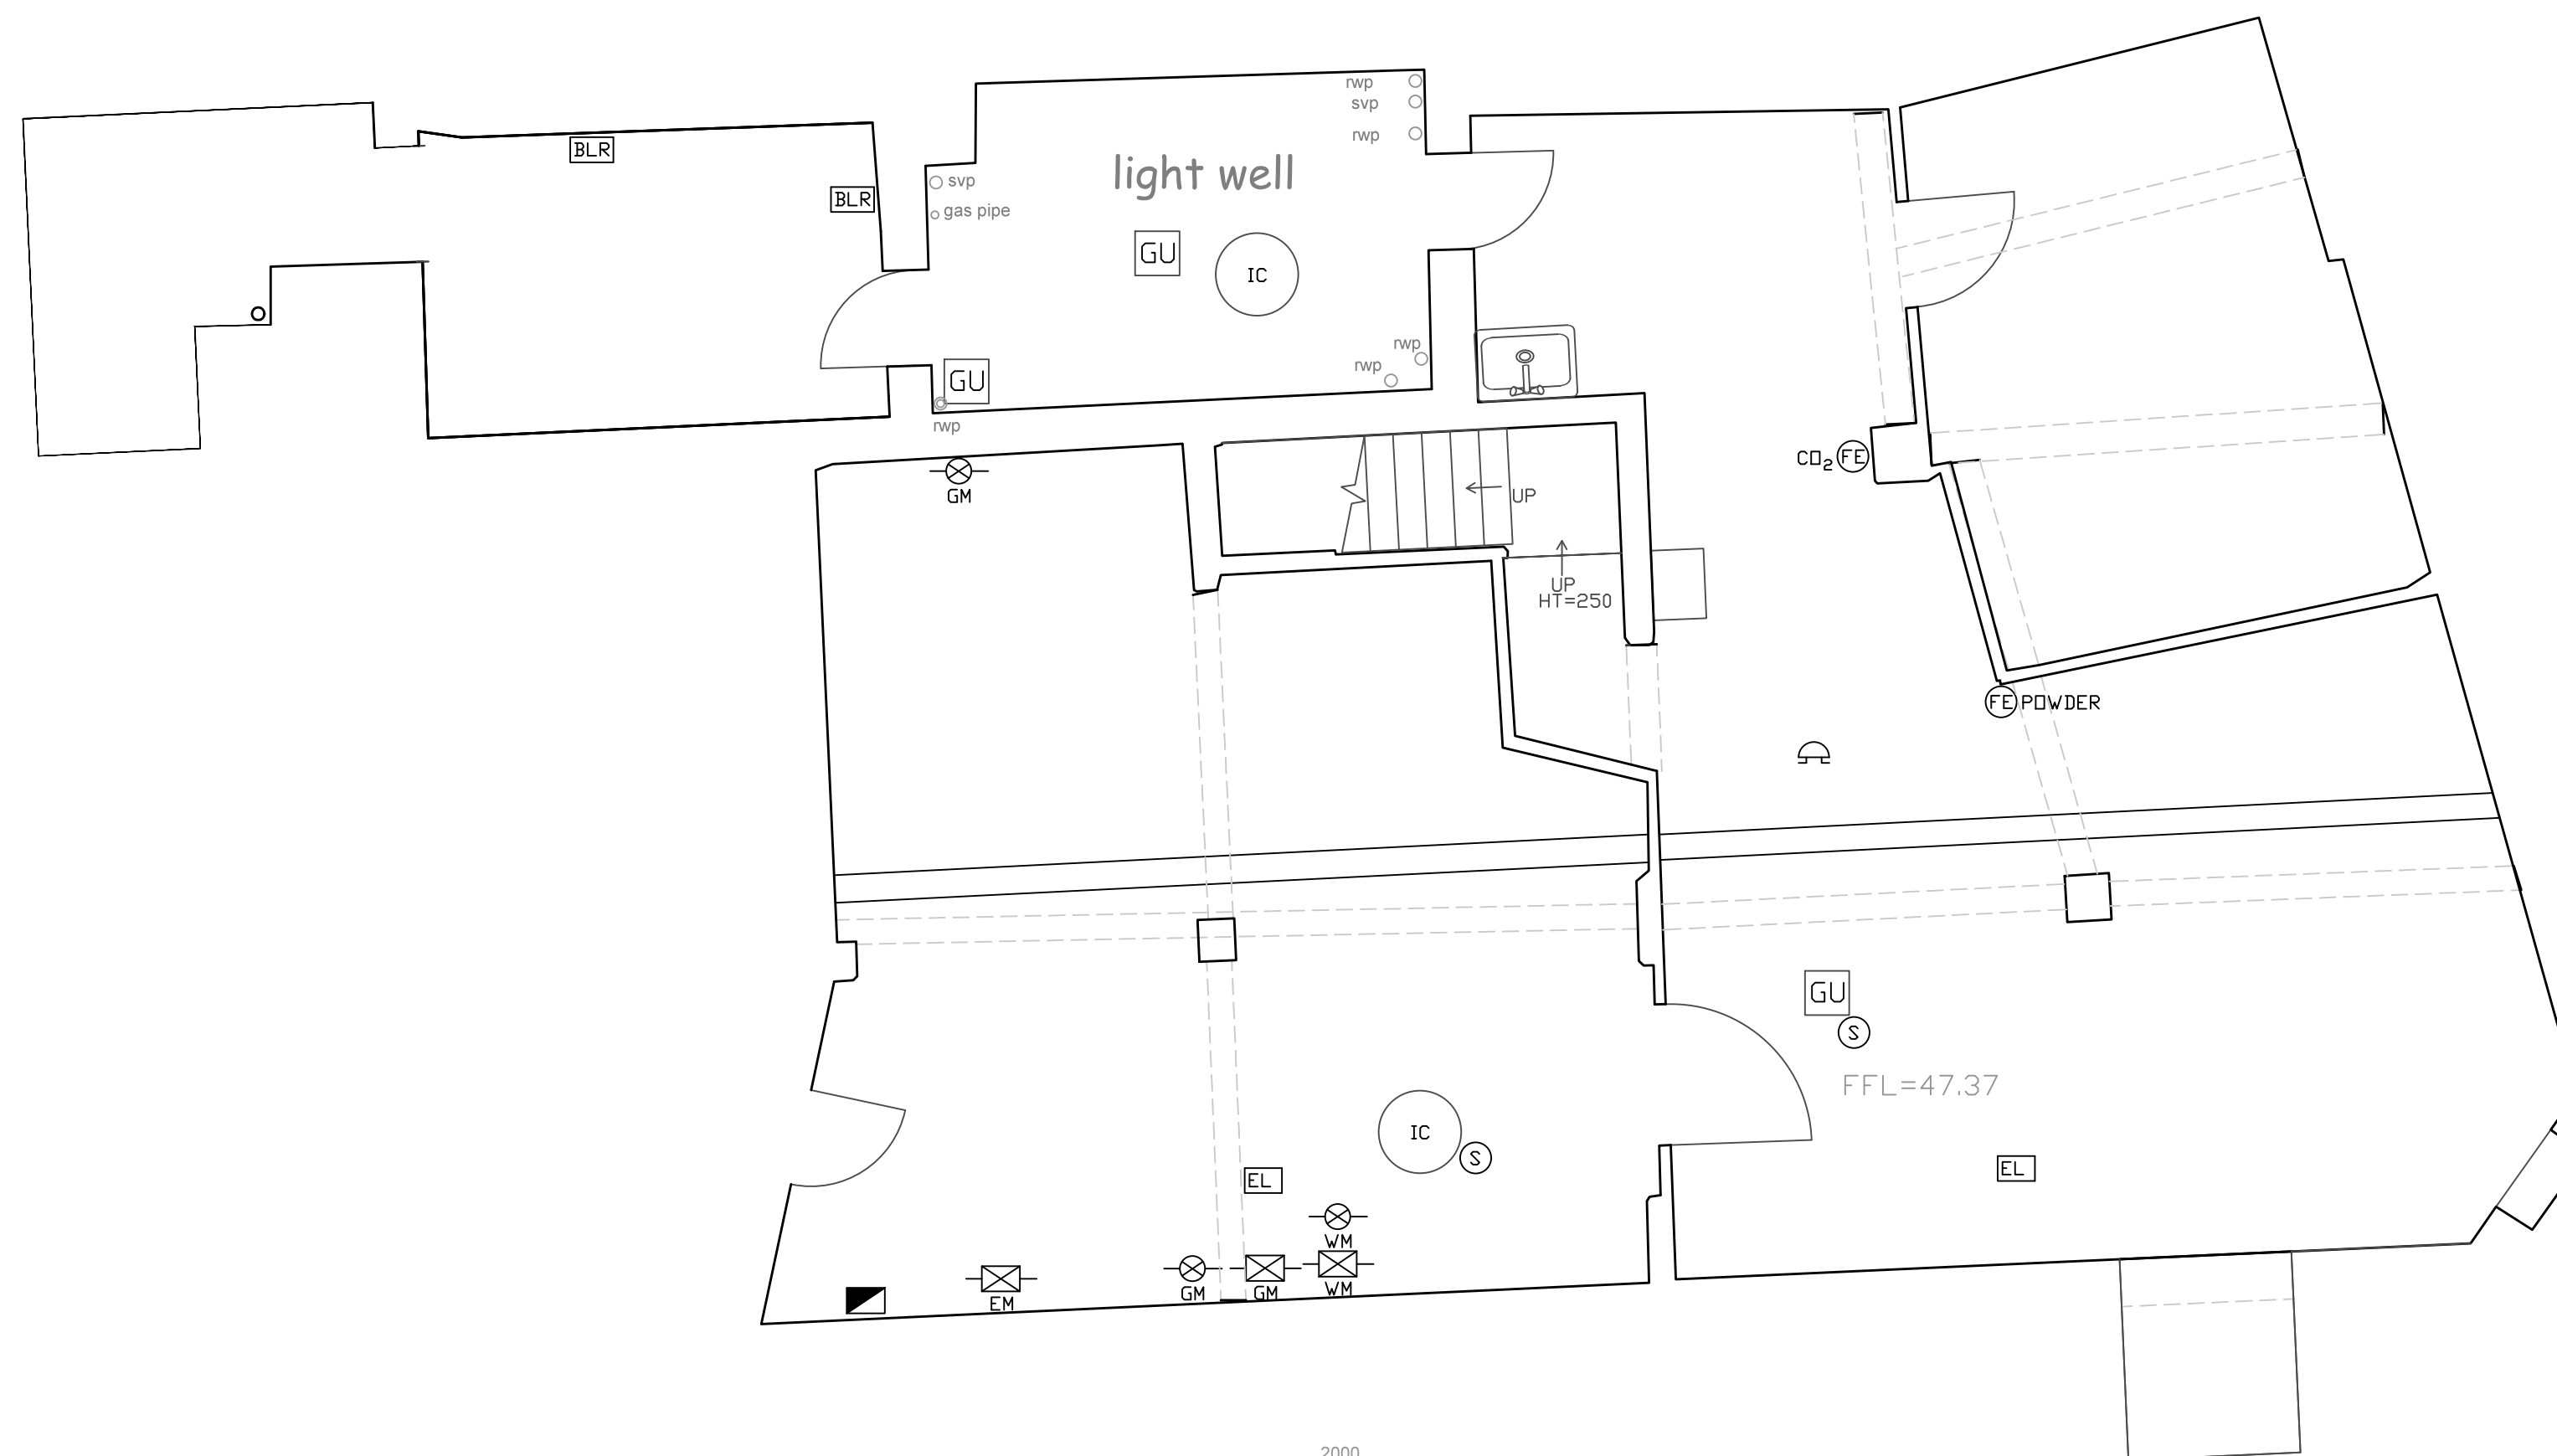 rwp
svp
rwp
BLR
light well
svp
BLR
gas pipe
GU
IC
rwp
rwp
GU
rwp
CO2 FE
GM
UP
UP
HT=250
FE POWDER
GU
S
FFL=47.37
IC
S
EL
EL
WM
GM
GM
WM
EM
2000